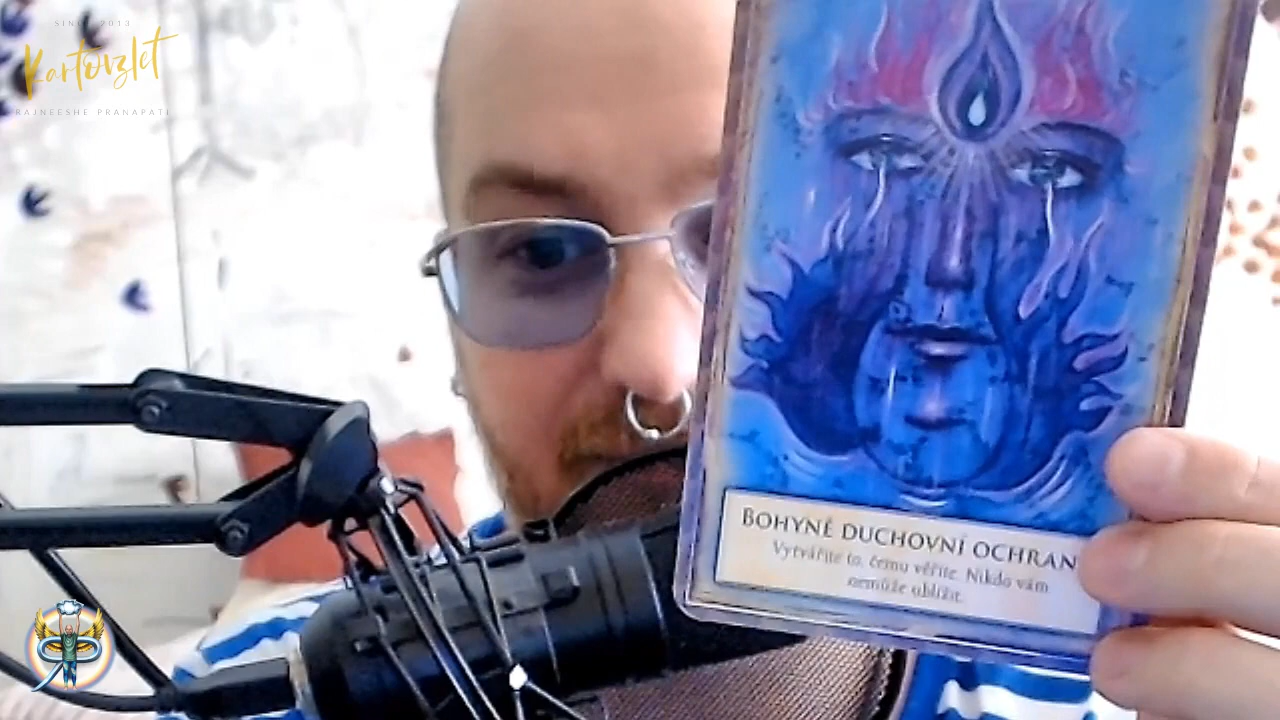 SINCE 2013
Kartovzlet
RAJNEESHE PRANAPATI
BOHYNĚ DUCHOVNÍ OCHRAN
Vytváříte to, čemu věříte. Nikdo vám
nemůže ublížit.